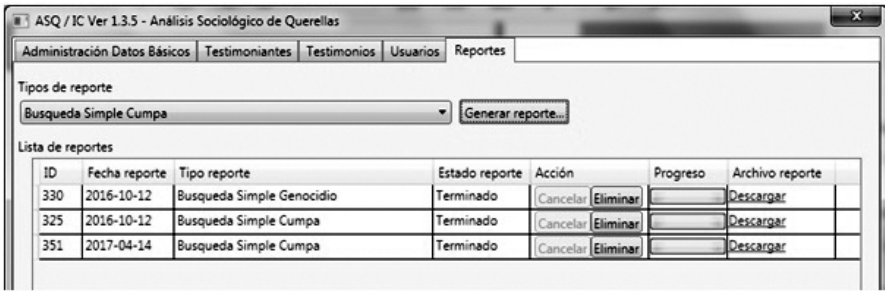 ASQ / IC Ver 1.3.5 - Análisis Sociológico de Querellas
Administración Datos Básicos Testimoniantes Testimonios Usuarios Reportes
Tipos de reporte
Busqueda Simple Cumpa Generar reporte...
Lista de reportes
ID Fecha reporte Tipo reporte Estado reporte Acción Progreso Archivo reporte
330 2016-10-12 Busqueda Simple Genocidio Terminado Cancelar Eliminar Descargar
325 2016-10-12 Busqueda Simple Cumpa Terminado Cancelar Eliminar Descargar
351 2017-04-14 Busqueda Simple Cumpa Terminado Cancelar Eliminar Descargar